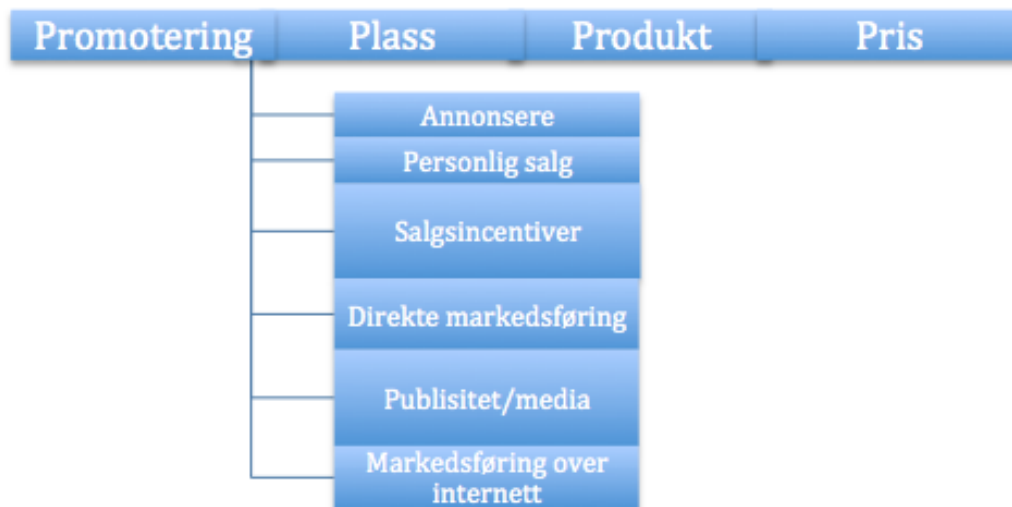 Promotering Plass Produkt Pris
Annonsere
Personlig salg
Salgsincentiver
Direkte markedsføring
Publisitet/media
Markedsføring over
internett